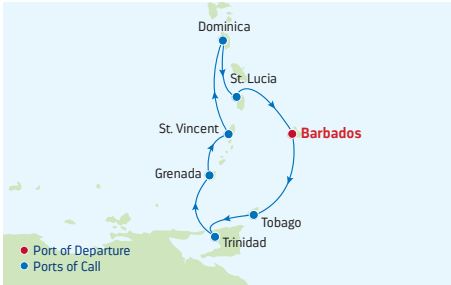 Dominica
St. Lucia
St. Vincent
Barbados
Grenada
Tobago
Trinidad
Port of Departure
Ports of Call